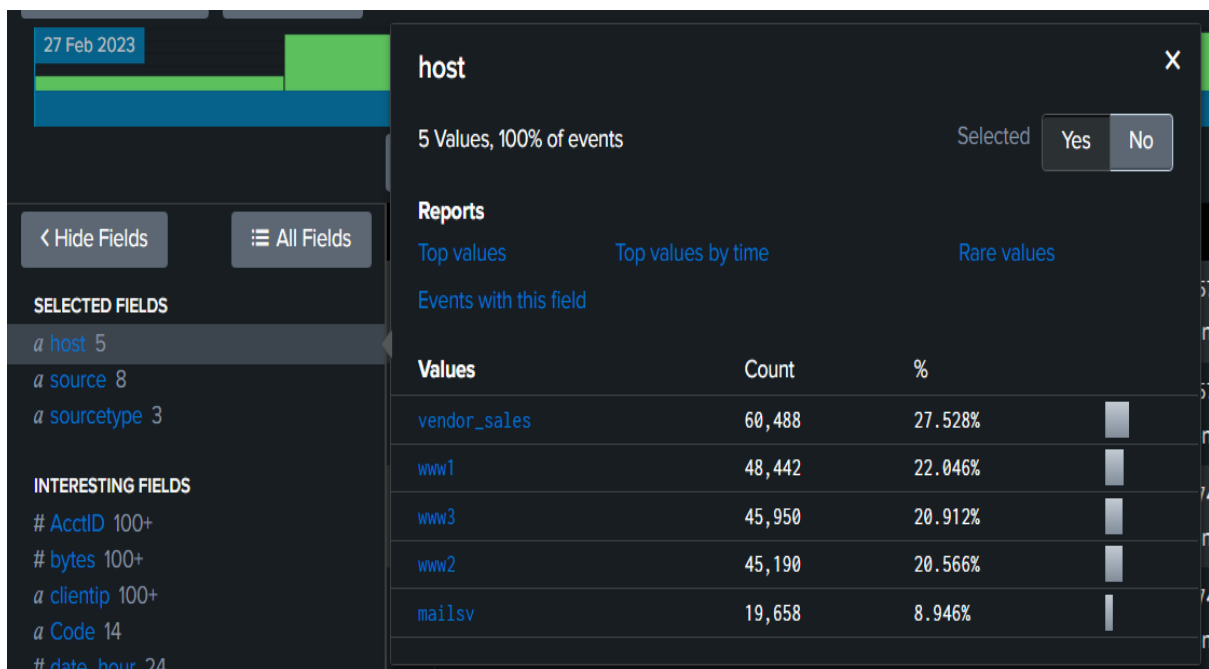 27 Feb 2023
host
X
5 Values, 100% of events
Selected
Yes
No
Reports
Top values
Top values by time
Rare values
Events with this field
Values Count %
vendor_sales 60,488 27.528%
www1 48,442 22.046%
www3 45,950 20.912%
www2 45,190 20.566%
mailsv 19,658 8.946%
< Hide Fields
All Fields
SELECTED FIELDS
a host 5
a source 8
a sourcetype 3
INTERESTING FIELDS
# AcctID 100+
# bytes 100+
a clientip 100+
a Code 14
# date_hour 24